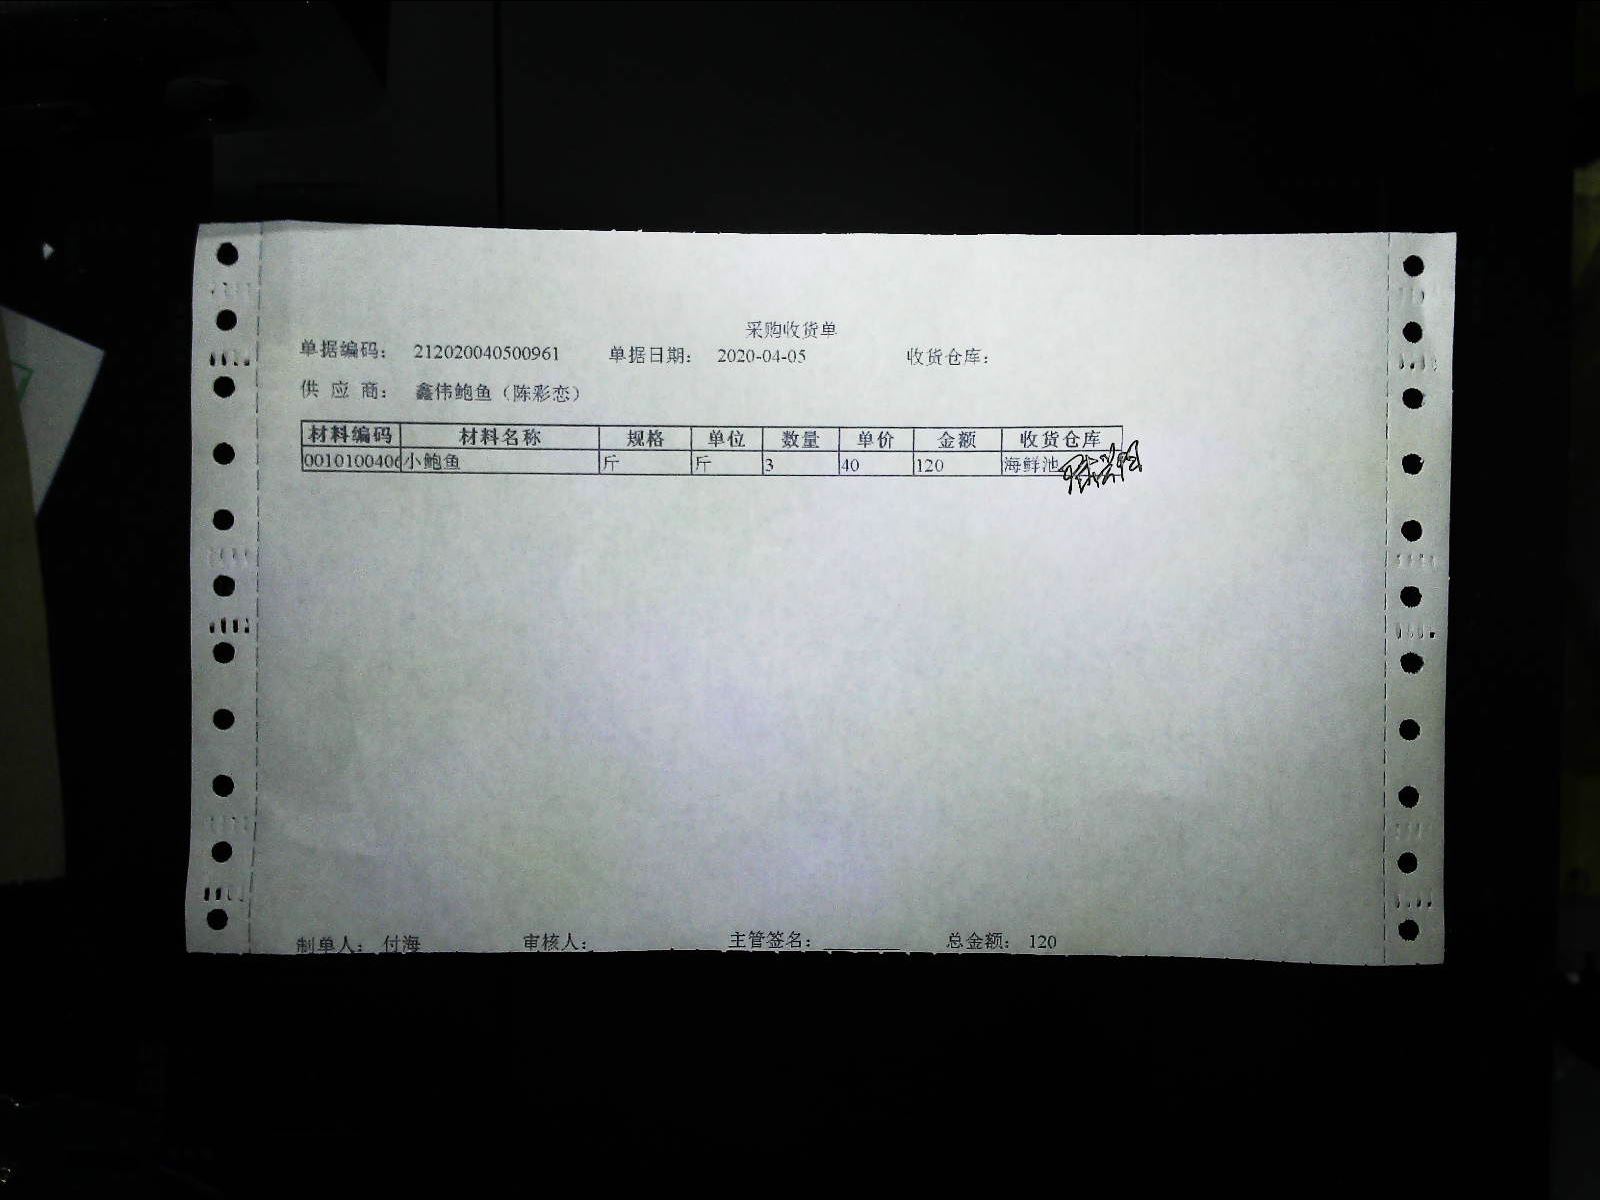 采购收货单
单据编码： 212020040500961 单据日期： 2020-04-05 收货仓库：
供 应 商： 鑫伟鲍鱼（陈彩恋）
材料编码 材料名称 规格 单位 数量 单价 金额 收货仓库
0010100406 小鲍鱼 斤 斤 3 40 120 海鲜池
制单人： 付海 审核人： 主管签名： 总金额： 120